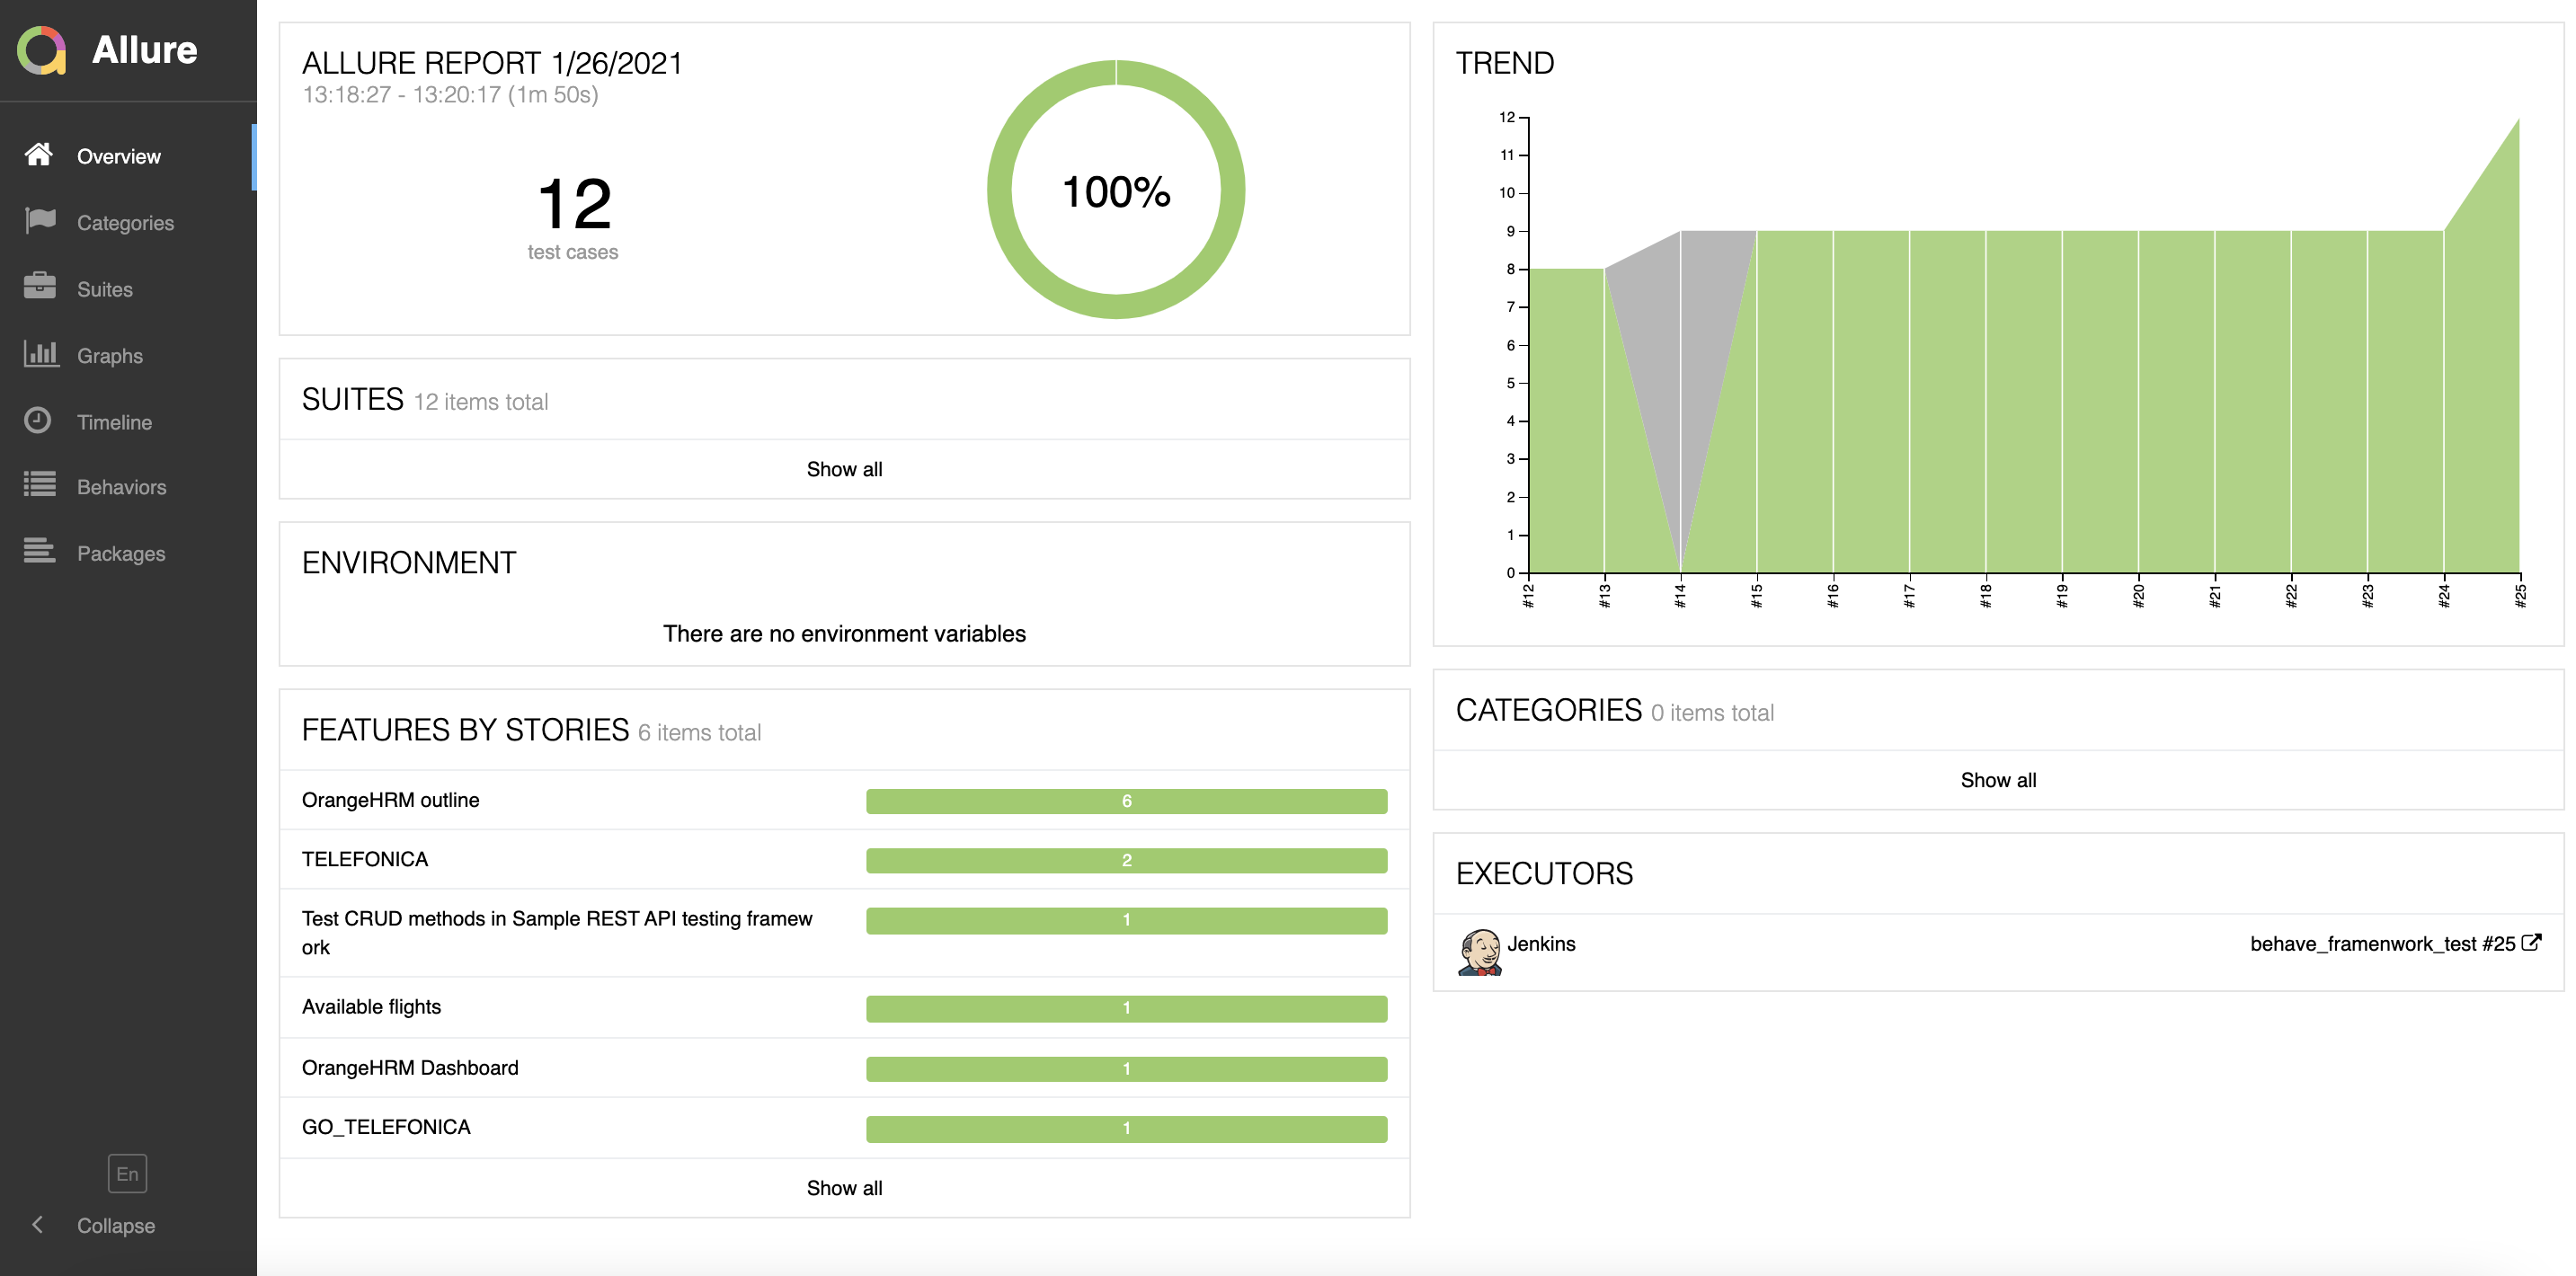 Allure
Overview
Categories
Suites
Graphs
Timeline
Behaviors
Packages
En
Collapse
ALLURE REPORT 1/26/2021
13:18:27 - 13:20:17 (1m 50s)
12
test cases
100%
SUITES 12 items total
Show all
ENVIRONMENT
There are no environment variables
FEATURES BY STORIES 6 items total
OrangeHRM outline 6
TELEFONICA 2
Test CRUD methods in Sample REST API testing framew 1
ork
Available flights 1
OrangeHRM Dashboard 1
GO_TELEFONICA 1
Show all
TREND
12
11
10
9
8
7
6
5
4
3
2
1
0
#12 #13 #14 #15 #16 #17 #18 #19 #20 #21 #22 #23 #24 #25
CATEGORIES 0 items total
Show all
EXECUTORS
Jenkins behave_framenwork_test #25